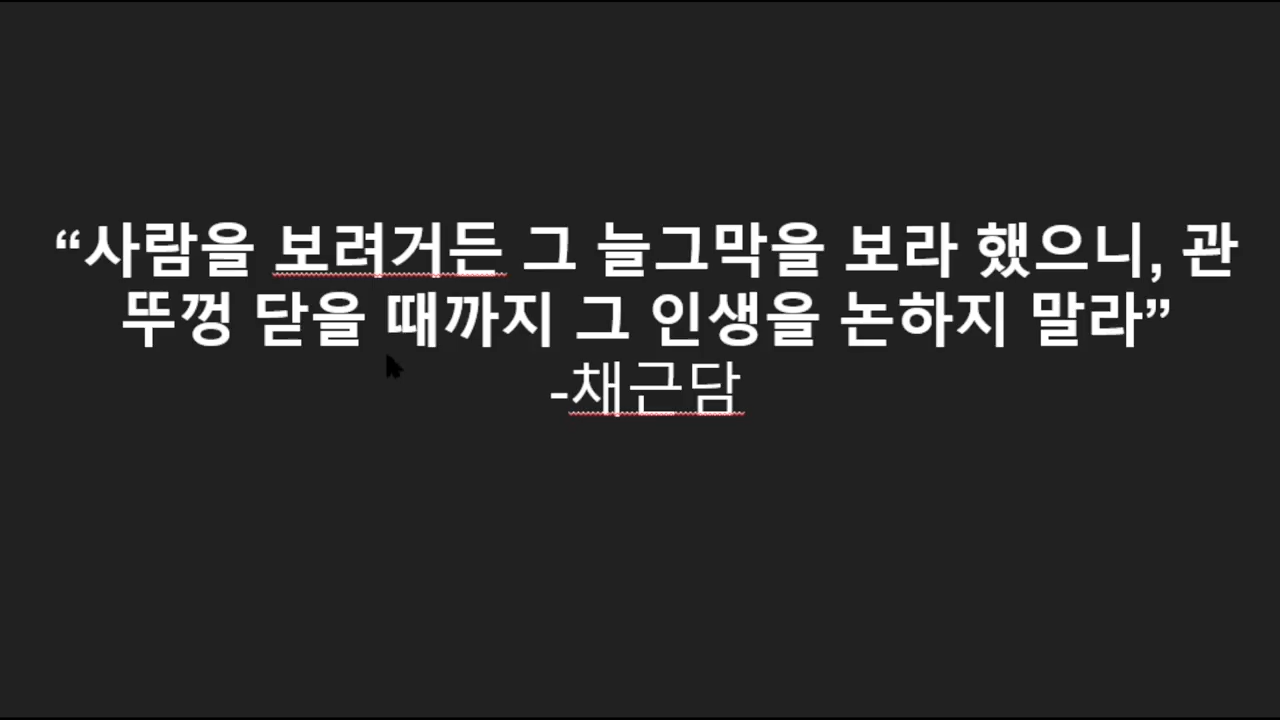 “사람을 보려거든 그 늘그막을 보라 했으니, 관
뚜껑 닫을 때까지 그 인생을 논하지 말라”
-채근담